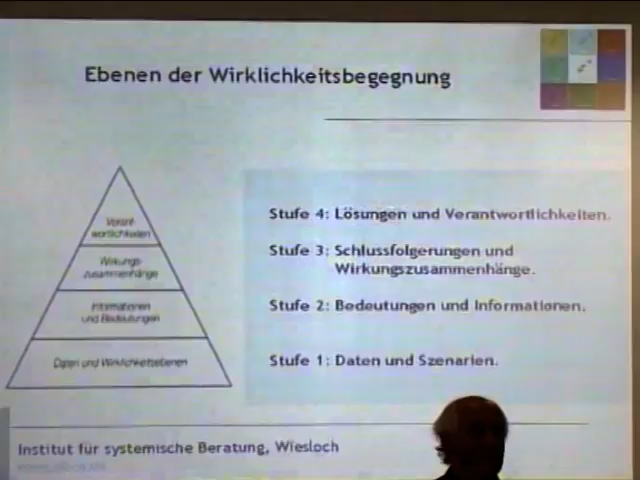 Ebenen der Wirklichkeitsbegegnung
Verant-
wortlichkeiten
Wirkungs-
zusammenhänge
Informationen
und Bedeutungen
Daten und Wirklichkeitsebenen
Stufe 4: Lösungen und Verantwortlichkeiten.
Stufe 3: Schlussfolgerungen und
Wirkungszusammenhänge.
Stufe 2: Bedeutungen und Informationen.
Stufe 1: Daten und Szenarien.
Institut für systemische Beratung, Wiesloch